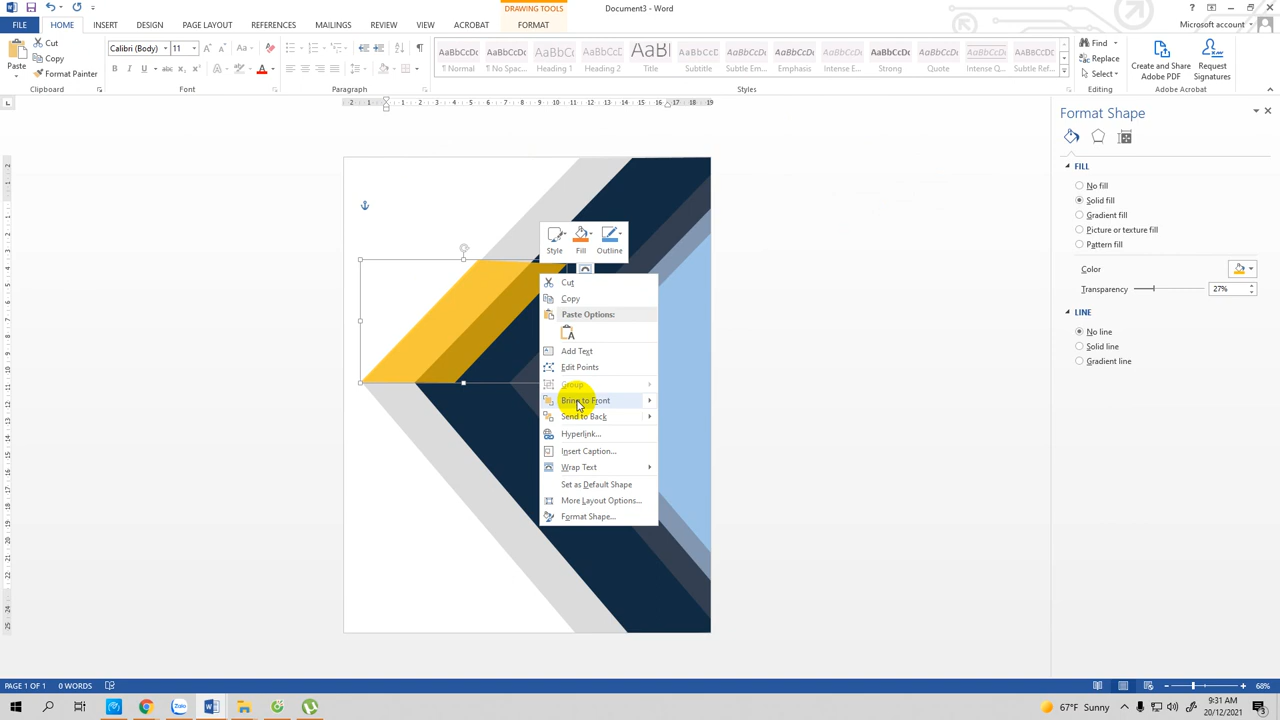 DRAWING TOOLS
Document3 - Word
FILE HOME INSERT DESIGN PAGE LAYOUT REFERENCES MAILINGS REVIEW VIEW ACROBAT FORMAT
Microsoft account
Paste
Cut
Copy
Format Painter
Clipboard
Calibri (Body) 11
Font
Paragraph
AaBbCcDc AaBbCcDc AaBbCc AaBbCcD AaBl AaBbCcD AaBbCcDc AaBbCcDc AaBbCcDc AaBbCcDc AaBbCcDc AaBbCcDc AaBbCcDc
¶ Normal ¶ No Spac... Heading 1 Heading 2 Title Subtitle Subtle Em... Emphasis Intense E... Strong Quote Intense Q... Subtle Ref...
Styles
Find
Replace
Select
Editing
Create and Share
Adobe PDF
Request
Signatures
Adobe Acrobat
Style Fill Outline
Cut
Copy
Paste Options:
Add Text
Edit Points
Group
Bring to Front
Send to Back
Hyperlink...
Insert Caption...
Wrap Text
Set as Default Shape
More Layout Options...
Format Shape...
Format Shape
FILL
No fill
Solid fill
Gradient fill
Picture or texture fill
Pattern fill
Color
Transparency 27%
LINE
No line
Solid line
Gradient line
PAGE 1 OF 1 0 WORDS
68%
67°F Sunny
9:31 AM
20/12/2021